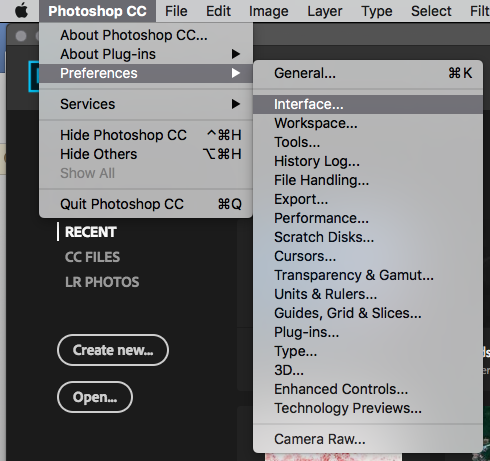 Photoshop CC File Edit Image Layer Type Select
About Photoshop CC...
About Plug-ins
Preferences
Services
Hide Photoshop CC ^⌘H
Hide Others ⌥⌘H
Show All
Quit Photoshop CC ⌘Q
General... ⌘K
Interface...
Workspace...
Tools...
History Log...
File Handling...
Export...
Performance...
Scratch Disks...
Cursors...
Transparency & Gamut...
Units & Rulers...
Guides, Grid & Slices...
Plug-ins...
Type...
3D...
Enhanced Controls...
Technology Previews...
Camera Raw...
RECENT
CC FILES
LR PHOTOS
Create new...
Open...